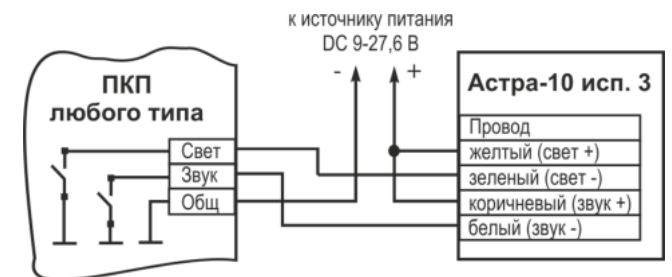 к источнику питания
DC 9-27,6 В
- +
ПКП
любого типа
Свет
Звук
Общ
Астра-10 исп. 3
Провод
желтый (свет +)
зеленый (свет -)
коричневый (звук +)
белый (звук -)